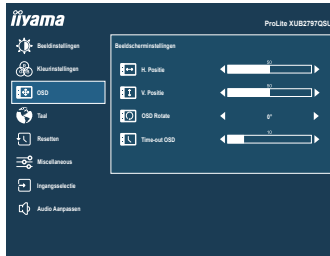 iiyama
ProLite XUB2797QSU
Beeldinstellingen
Kleurinstellingen
OSD
Taal
Resetten
Miscellaneous
Ingangsselectie
Audio Aanpassen
Beeldscherminstellingen
H. Positie
50
V. Positie
50
OSD Rotate
0°
Time-out OSD
10